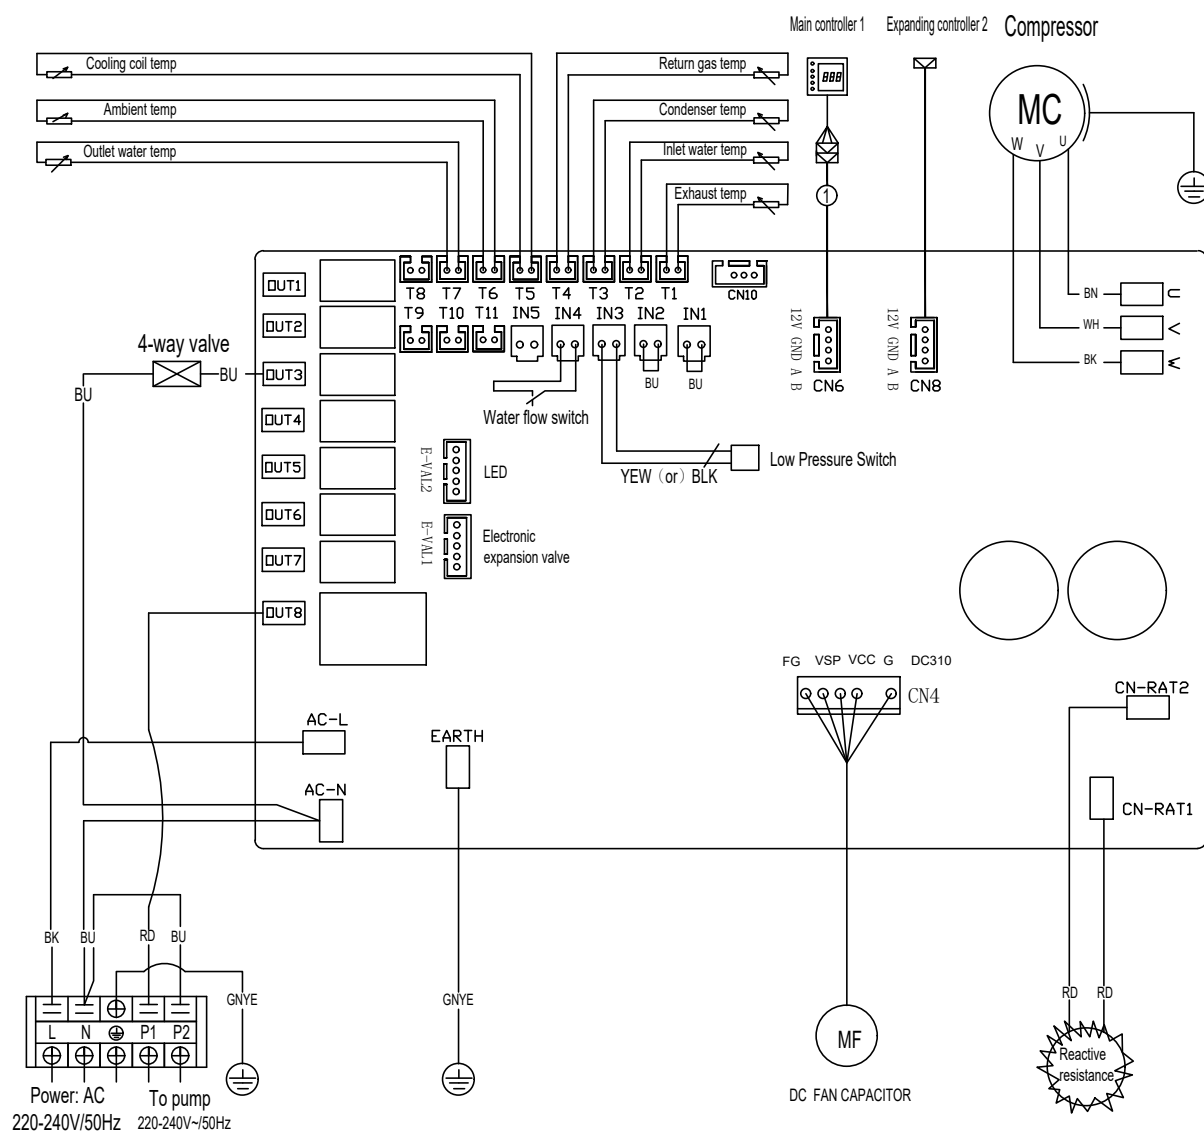 Main controller 1 Expanding controller 2 Compressor
Cooling coil temp Return gas temp
888
Ambient temp Condenser temp
MC
W V U
Outlet water temp Inlet water temp
Exhaust temp
1
OUT1
T8 T7 T6 T5 T4 T3 T2 T1 CN10
T9 T10 T11 IN5 IN4 IN3 IN2 IN1
BN U
OUT2
WH V
4-way valve
BK W
BU OUT3
BU
BU BU
12V GND A B
CN6
12V GND A B
CN8
OUT4 Water flow switch
E-VAL2
LED
OUT5
YEW (or) BLK
Low Pressure Switch
OUT6
E-VAL1
Electronic
expansion valve
OUT7
OUT8
FG VSP VCC G DC310
CN4
CN-RAT2
AC-L
EARTH
AC-N
CN-RAT1
BK BU RD BU
GNYE GNYE
RD RD
L N P1 P2
MF
Reactive
resistance
Power: AC
220-240V/50Hz
To pump
220-240V~/50Hz
DC FAN CAPACITOR